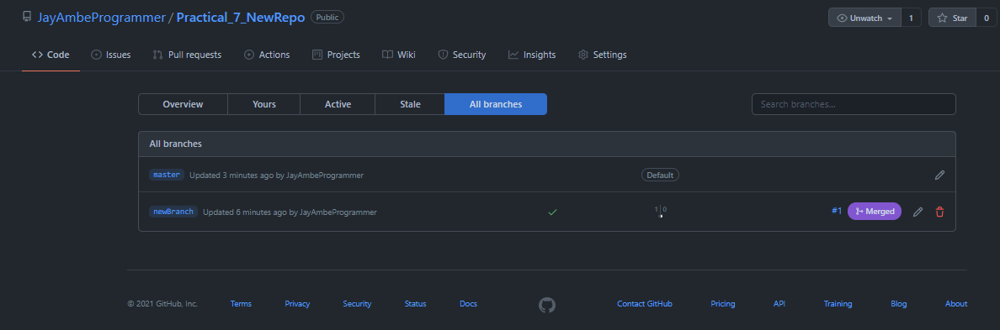 JayAmbeProgrammer / Practical_7_NewRepo Public Unwatch 1 Star 0
Code Issues Pull requests Actions Projects Wiki Security Insights Settings
Overview Yours Active Stale All branches Search branches...
All branches
master Updated 3 minutes ago by JayAmbeProgrammer Default
newBranch Updated 6 minutes ago by JayAmbeProgrammer 1 0 #1 Merged
© 2021 GitHub, Inc. Terms Privacy Security Status Docs Contact GitHub Pricing API Training Blog About